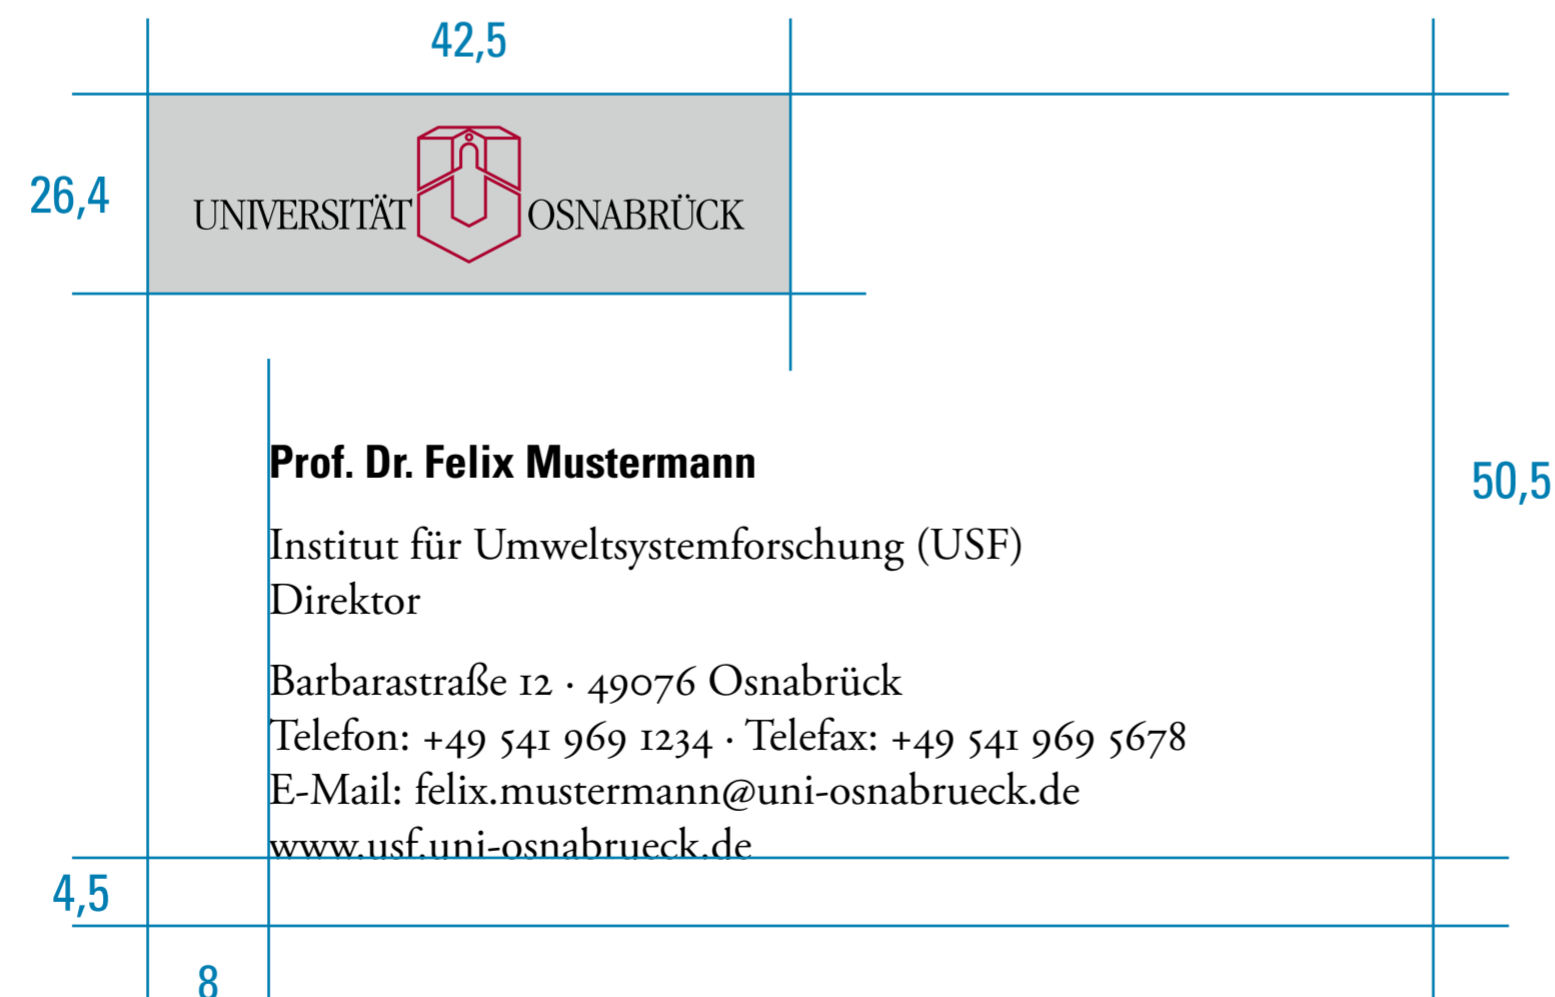 42,5
26,4
UNIVERSITÄT OSNABRÜCK
Prof. Dr. Felix Mustermann
50,5
Institut für Umweltsystemforschung (USF)
Direktor
Barbarastraße 12 · 49076 Osnabrück
Telefon: +49 541 969 1234 · Telefax: +49 541 969 5678
E-Mail: felix.mustermann@uni-osnabrueck.de
www.usf.uni-osnabrueck.de
4,5
8